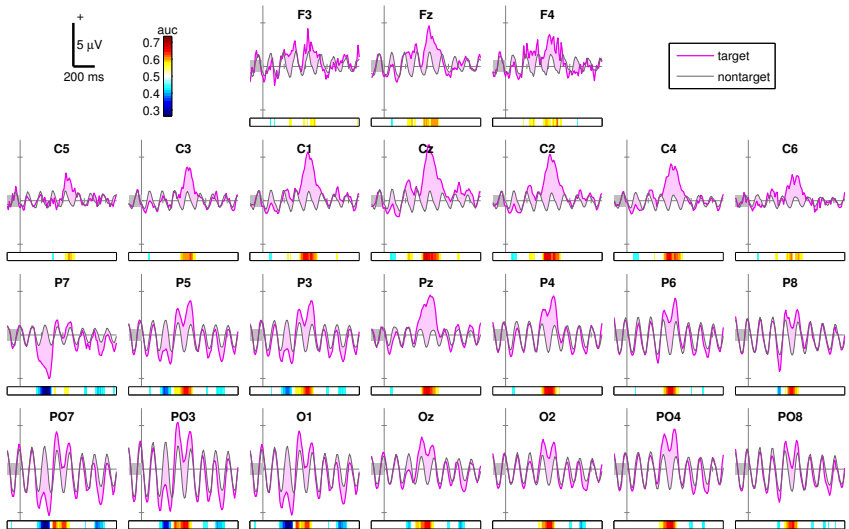 F3 Fz F4
+
5 µV
200 ms
auc
0.7
0.6
0.5
0.4
0.3
target
nontarget
C5 C3 C1 Cz C2 C4 C6
P7 P5 P3 Pz P4 P6 P8
PO7 PO3 O1 Oz O2 PO4 PO8